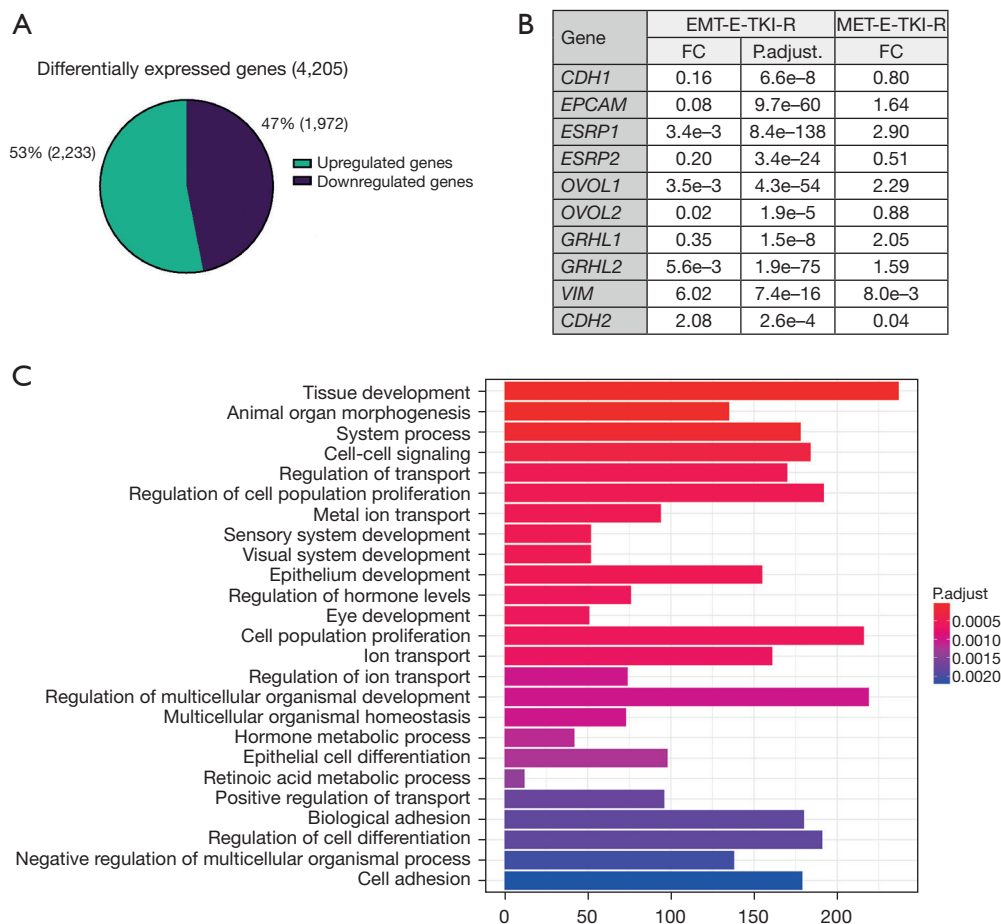 A
Differentially expressed genes (4,205)
47% (1,972)
53% (2,233)
Upregulated genes
Downregulated genes
B
Gene EMT-E-TKI-R MET-E-TKI-R
FC P.adjust. FC
CDH1 0.16 6.6e–8 0.80
EPCAM 0.08 9.7e–60 1.64
ESRP1 3.4e–3 8.4e–138 2.90
ESRP2 0.20 3.4e–24 0.51
OVOL1 3.5e–3 4.3e–54 2.29
OVOL2 0.02 1.9e–5 0.88
GRHL1 0.35 1.5e–8 2.05
GRHL2 5.6e–3 1.9e–75 1.59
VIM 6.02 7.4e–16 8.0e–3
CDH2 2.08 2.6e–4 0.04
C
Tissue development
Animal organ morphogenesis
System process
Cell-cell signaling
Regulation of transport
Regulation of cell population proliferation
Metal ion transport
Sensory system development
Visual system development
Epithelium development
Regulation of hormone levels
Eye development
Cell population proliferation
Ion transport
Regulation of ion transport
Regulation of multicellular organismal development
Multicellular organismal homeostasis
Hormone metabolic process
Epithelial cell differentiation
Retinoic acid metabolic process
Positive regulation of transport
Biological adhesion
Regulation of cell differentiation
Negative regulation of multicellular organismal process
Cell adhesion
0 50 100 150 200
P.adjust
0.0005
0.0010
0.0015
0.0020